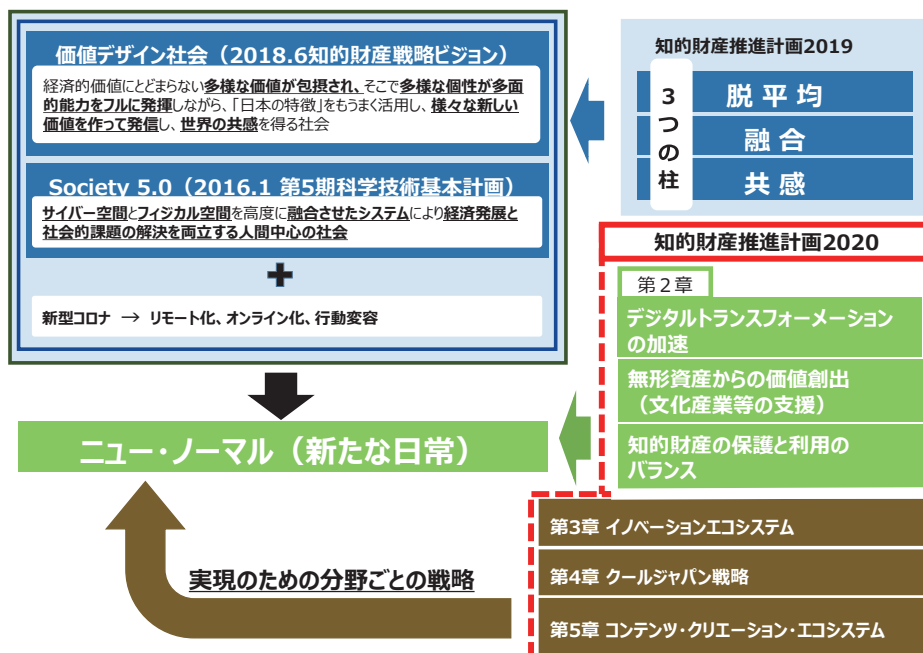 価値デザイン社会（2018.6知的財産戦略ビジョン）
経済的価値にとどまらない多様な価値が包摂され、そこで多様な個性が多面
的能力をフルに発揮しながら、「日本の特徴」をもうまく活用し、様々な新しい
価値を作って発信し、世界の共感を得る社会
Society 5.0（2016.1 第5期科学技術基本計画）
サイバー空間とフィジカル空間を高度に融合させたシステムにより経済発展と
社会的課題の解決を両立する人間中心の社会
新型コロナ → リモート化、オンライン化、行動変容
ニュー・ノーマル（新たな日常）
実現のための分野ごとの戦略
知的財産推進計画2019
3つの柱
脱平均
融合
共感
知的財産推進計画2020
第２章
デジタルトランスフォーメーション
の加速
無形資産からの価値創出
（文化産業等の支援）
知的財産の保護と利用の
バランス
第3章 イノベーションエコシステム
第4章 クールジャパン戦略
第5章 コンテンツ・クリエーション・エコシステム